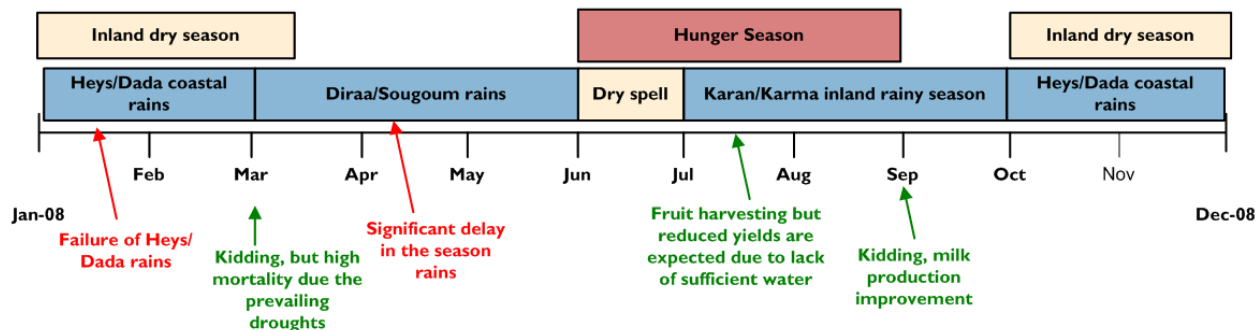 Inland dry season
Hunger Season
Inland dry season
Heys/Dada coastal
rains
Diraa/Sougoum rains
Dry spell
Karan/Karma inland rainy season
Heys/Dada coastal
rains
Feb
Mar
Apr
May
Jun
Jul
Aug
Sep
Oct
Nov
Jan-08
Dec-08
Failure of Heys/
Dada rains
Kidding, but high
mortality due the
prevailing
droughts
Significant delay
in the season
rains
Fruit harvesting but
reduced yields are
expected due to lack
of sufficient water
Kidding, milk
production
improvement